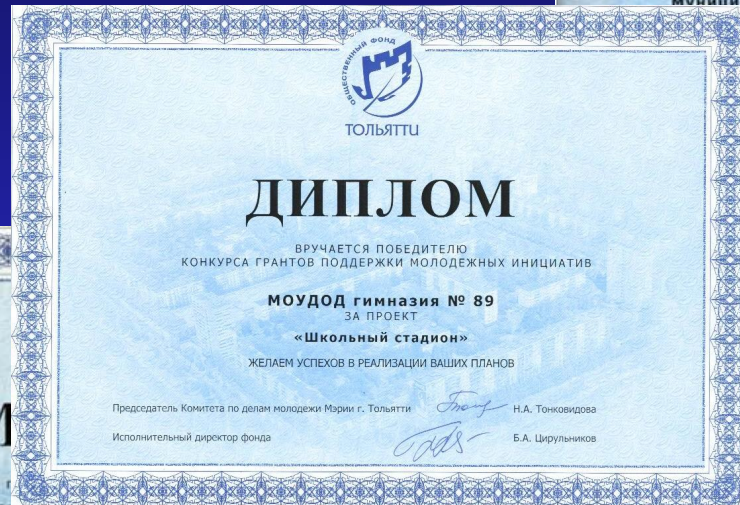 ОБЩЕСТВЕННЫЙ ФОНД
ТОЛЬЯТТИ
ДИПЛОМ
ВРУЧАЕТСЯ ПОБЕДИТЕЛЮ
КОНКУРСА ГРАНТОВ ПОДДЕРЖКИ МОЛОДЕЖНЫХ ИНИЦИАТИВ
МОУДОД гимназия № 89
ЗА ПРОЕКТ
«Школьный стадион»
ЖЕЛАЕМ УСПЕХОВ В РЕАЛИЗАЦИИ ВАШИХ ПЛАНОВ
Председатель Комитета по делам молодежи Мэрии г. Тольятти Н.А. Тонковидова
Исполнительный директор фонда Б.А. Цирульников